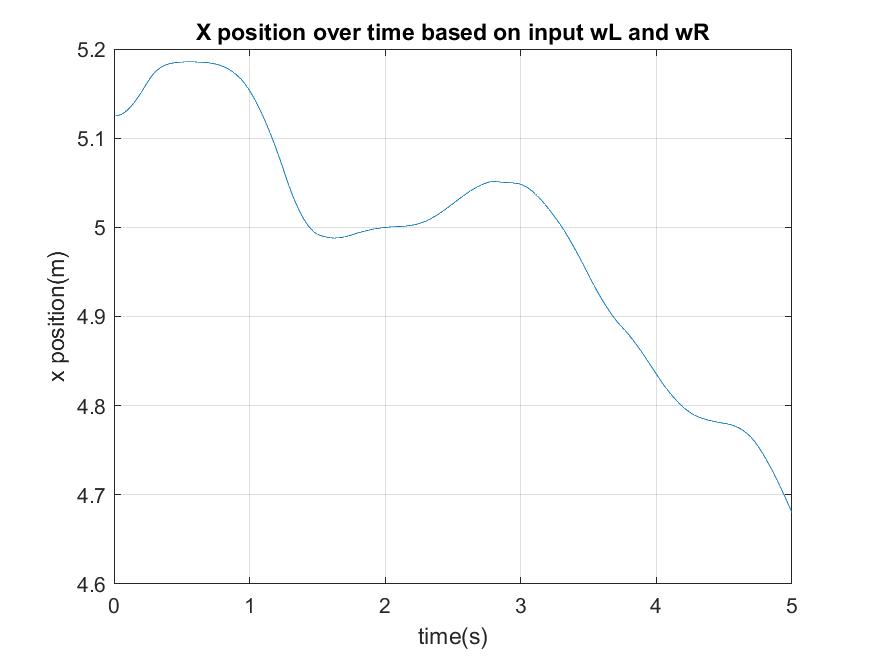 X position over time based on input wL and wR
5.2
5.1
5
4.9
4.8
4.7
4.6
x position(m)
0 1 2 3 4 5
time(s)